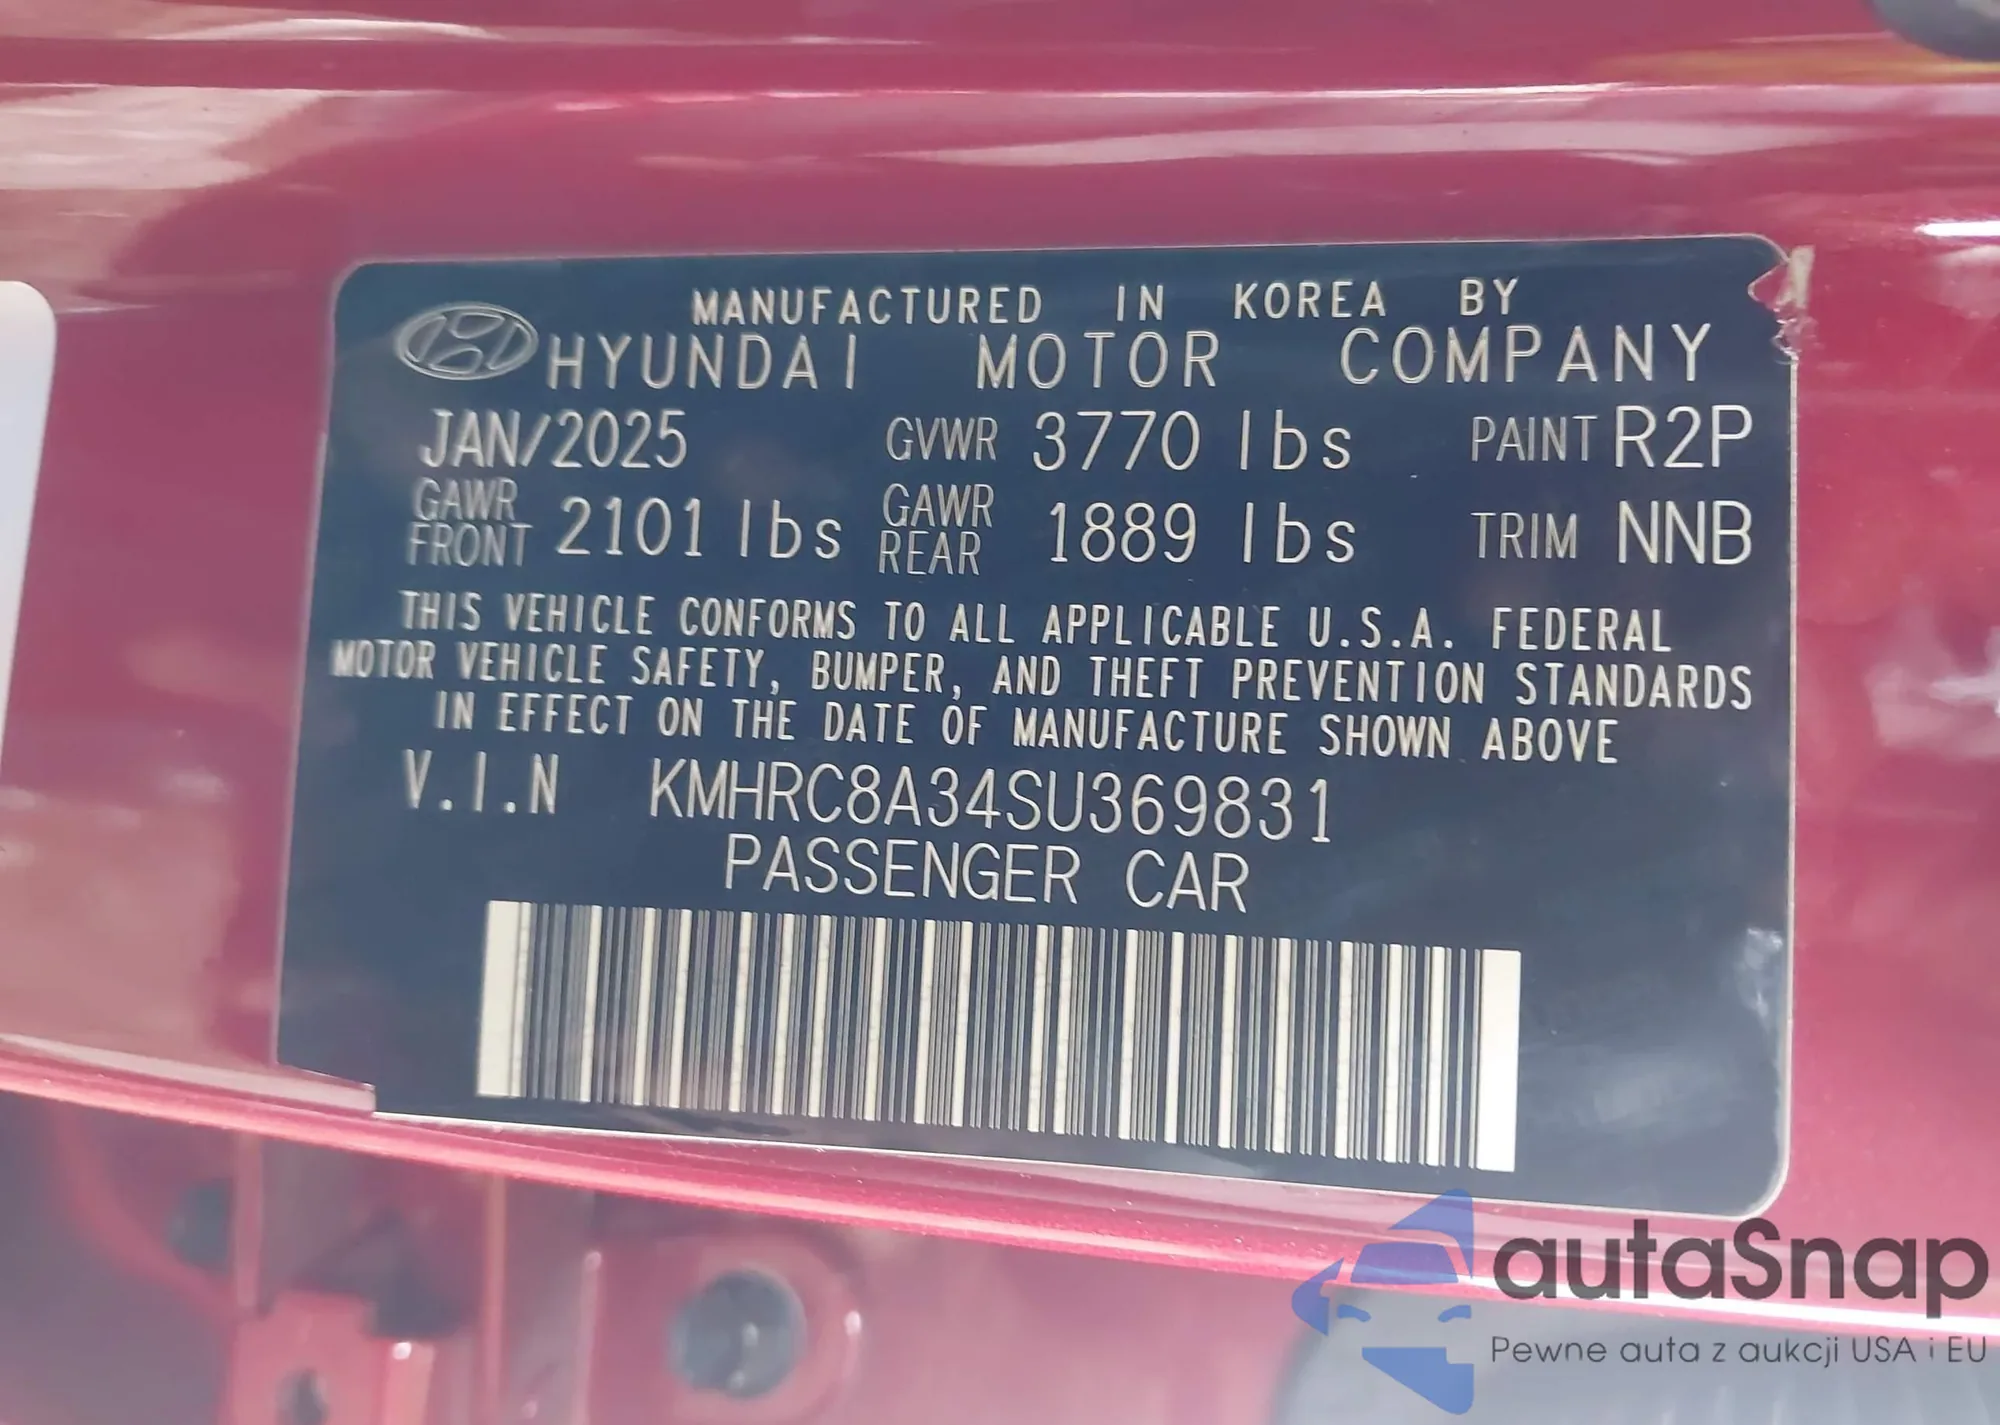 MANUFACTURED IN KOREA BY
HYUNDAI MOTOR COMPANY
JAN/2025 GVWR 3770 lbs PAINT R2P
GAWR FRONT 2101 lbs GAWR REAR 1889 lbs TRIM NNB
THIS VEHICLE CONFORMS TO ALL APPLICABLE U.S.A. FEDERAL
MOTOR VEHICLE SAFETY, BUMPER, AND THEFT PREVENTION STANDARDS
IN EFFECT ON THE DATE OF MANUFACTURE SHOWN ABOVE
V.I.N KMHRC8A34SU369831
PASSENGER CAR
autaSnap
Pewne auta z aukcji USA i EU